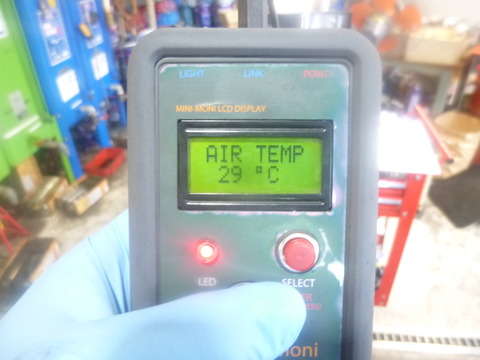 LIGHT LINK POWER
MINI-MONI LCD DISPLAY
AIR TEMP
29 °C
LED SELECT